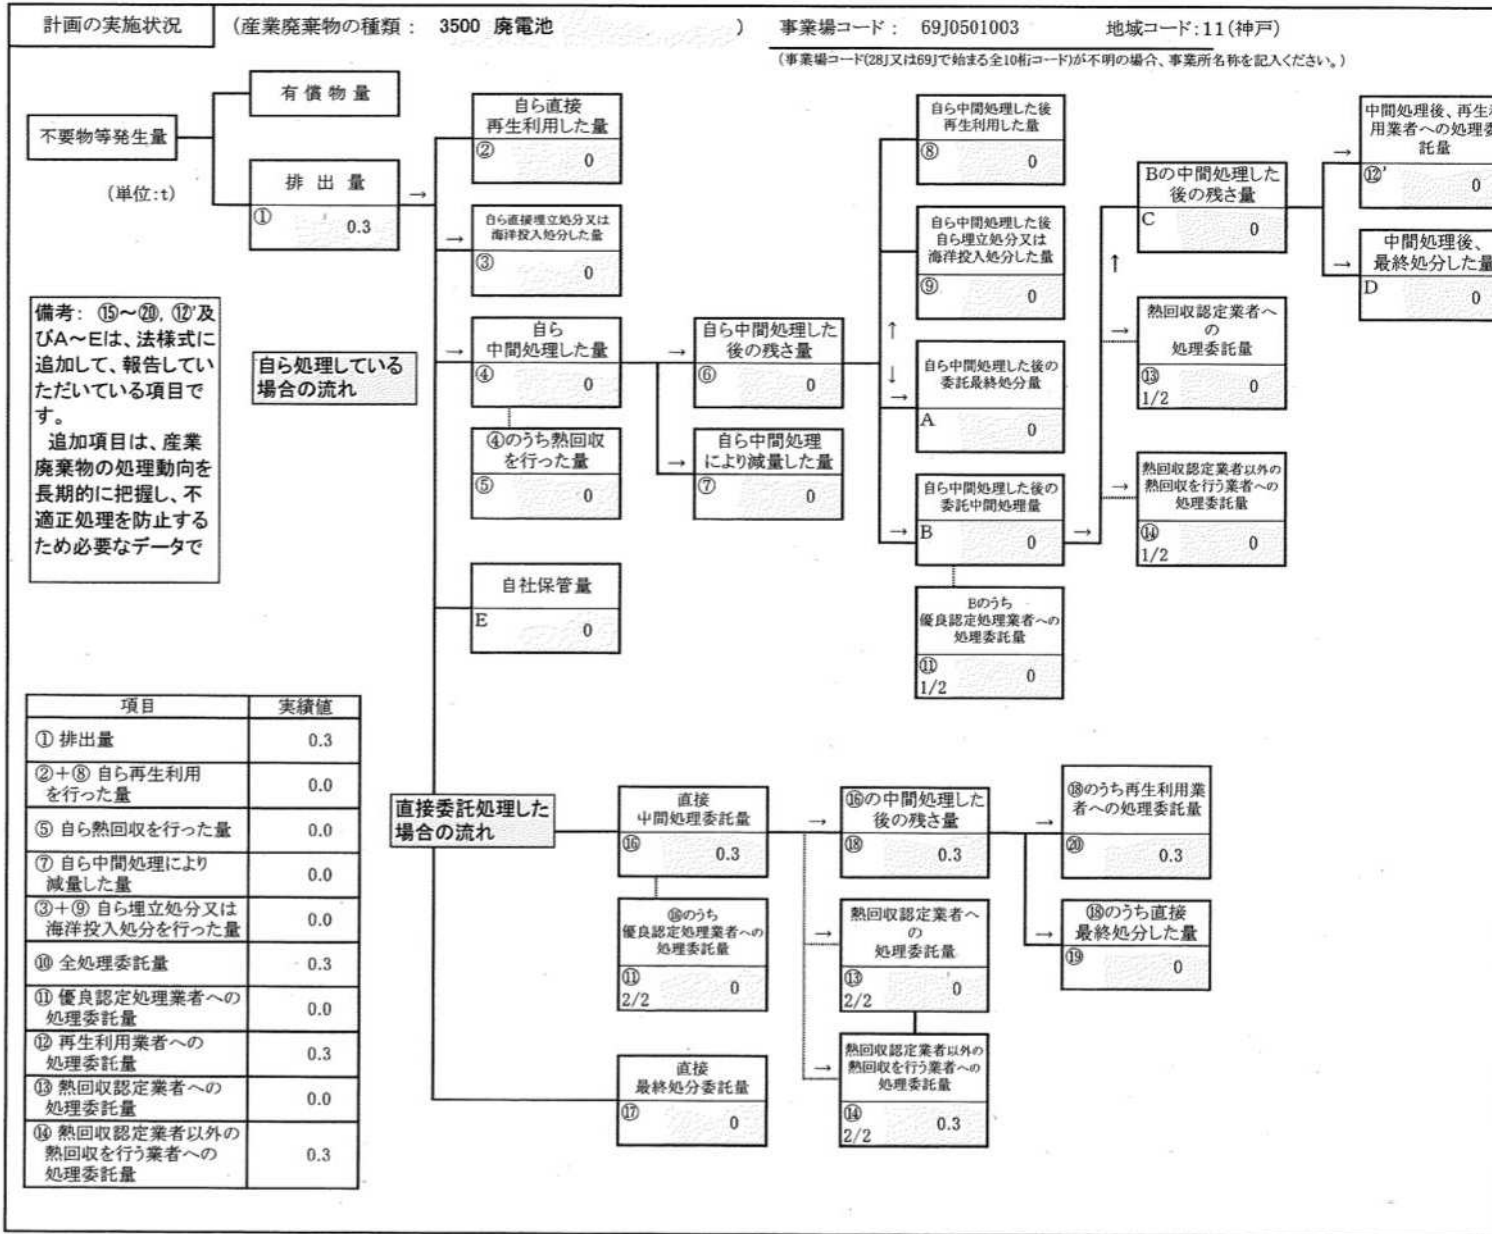 計画の実施状況
(産業廃棄物の種類： 3500 廃電池 )
事業場コード： 69J0501003 地域コード：11(神戸)
(事業場コード(28J又は69Jで始まる全10桁コード)が不明の場合、事業所名称を記入ください。)
不要物等発生量
(単位:t)
有償物量
排出量
① 0.3
→
自ら直接
再生利用した量
② 0
→
自ら直接埋立処分又は
海洋投入処分した量
③ 0
→
自ら
中間処理した量
④ 0
④のうち熱回収
を行った量
⑤ 0
自社保管量
E 0
→
自ら中間処理した
後の残さ量
⑥ 0
→
自ら中間処理
により減量した量
⑦ 0
自ら中間処理した後
再生利用した量
⑧ 0
自ら中間処理した後
自ら埋立処分又は
海洋投入処分した量
⑨ 0
↑
↓
→
自ら中間処理した後の
委託最終処分量
A 0
→
自ら中間処理した後の
委託中間処理量
B 0
Bのうち
優良認定処理業者への
処理委託量
⑪
1/2 0
→
↑
Bの中間処理した
後の残さ量
C 0
→
熱回収認定業者へ
の
処理委託量
⑬
1/2 0
→
熱回収認定業者以外の
熱回収を行う業者への
処理委託量
⑭
1/2 0
→
中間処理後、再生利
用業者への処理委
託量
⑫' 0
→
中間処理後、
最終処分した量
D 0
備考： ⑮～⑳, ⑫'及
びA～Eは、法様式に
追加して、報告してい
ただいている項目で
す。
追加項目は、産業
廃棄物の処理動向を
長期的に把握し、不
適正処理を防止する
ため必要なデータで
自ら処理している
場合の流れ
項目 実績値
① 排出量 0.3
②+⑧ 自ら再生利用
を行った量 0.0
⑤ 自ら熱回収を行った量 0.0
⑦ 自ら中間処理により
減量した量 0.0
③+⑨ 自ら埋立処分又は
海洋投入処分を行った量 0.0
⑩ 全処理委託量 0.3
⑪ 優良認定処理業者への
処理委託量 0.0
⑫ 再生利用業者への
処理委託量 0.3
⑬ 熱回収認定業者への
処理委託量 0.0
⑭ 熱回収認定業者以外の
熱回収を行う業者への
処理委託量 0.3
直接委託処理した
場合の流れ
直接
中間処理委託量
⑯ 0.3
⑯のうち
優良認定処理業者への
処理委託量
⑪
2/2 0
直接
最終処分委託量
⑰ 0
→
⑯の中間処理した
後の残さ量
⑱ 0.3
→
熱回収認定業者へ
の
処理委託量
⑬
2/2 0
→
熱回収認定業者以外の
熱回収を行う業者への
処理委託量
⑭
2/2 0.3
→
⑱のうち再生利用業
者への処理委託量
⑳ 0.3
→
⑱のうち直接
最終処分した量
⑲ 0